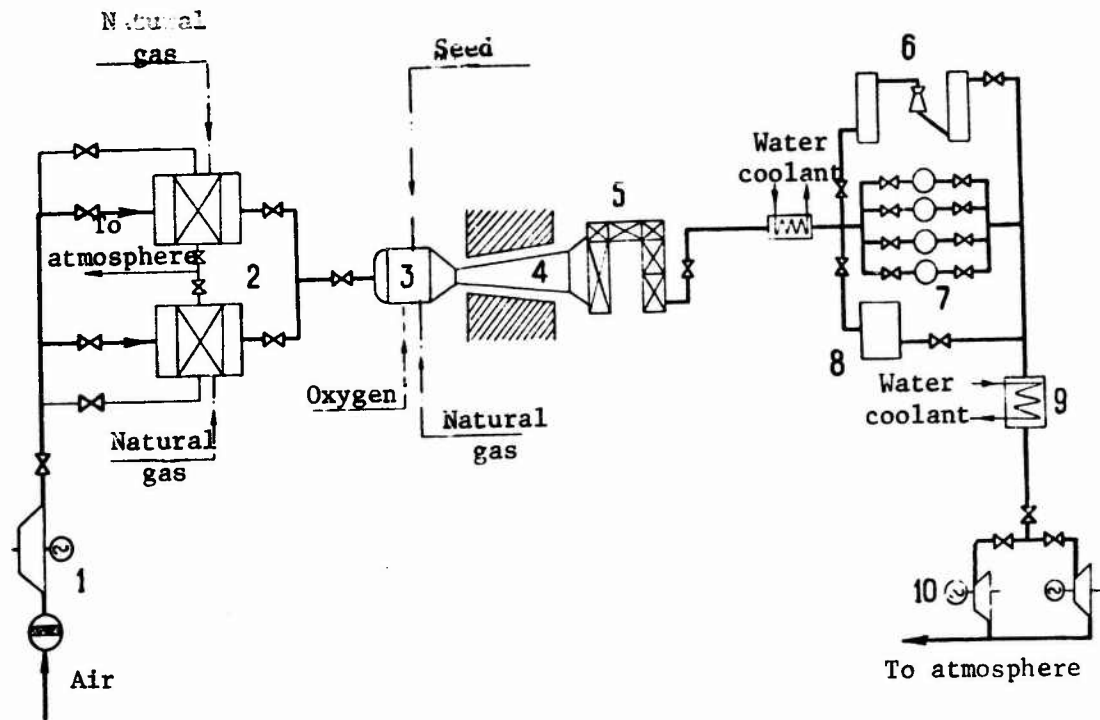 Natural
gas
Seed
6
Water
coolant
5
To
atmosphere
2
3
4
7
8
Oxygen
Natural
gas
Water
coolant
9
Natural
gas
1
10
To atmosphere
Air